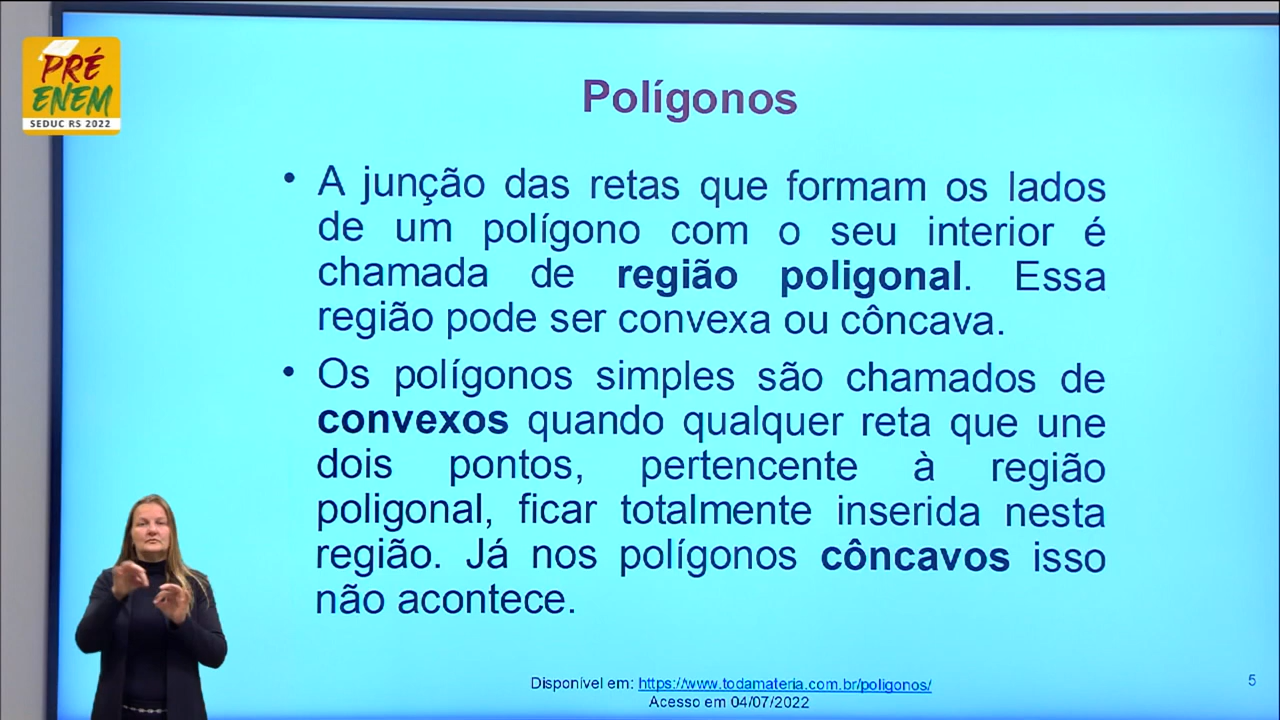 PRÉ
ENEM
SEDUC RS 2022
Polígonos
• A junção das retas que formam os lados
de um polígono com o seu interior é
chamada de região poligonal. Essa
região pode ser convexa ou côncava.
• Os polígonos simples são chamados de
convexos quando qualquer reta que une
dois pontos, pertencente à região
poligonal, ficar totalmente inserida nesta
região. Já nos polígonos côncavos isso
não acontece.
Disponível em: https://www.todamateria.com.br/poligonos/
Acesso em 04/07/2022
5